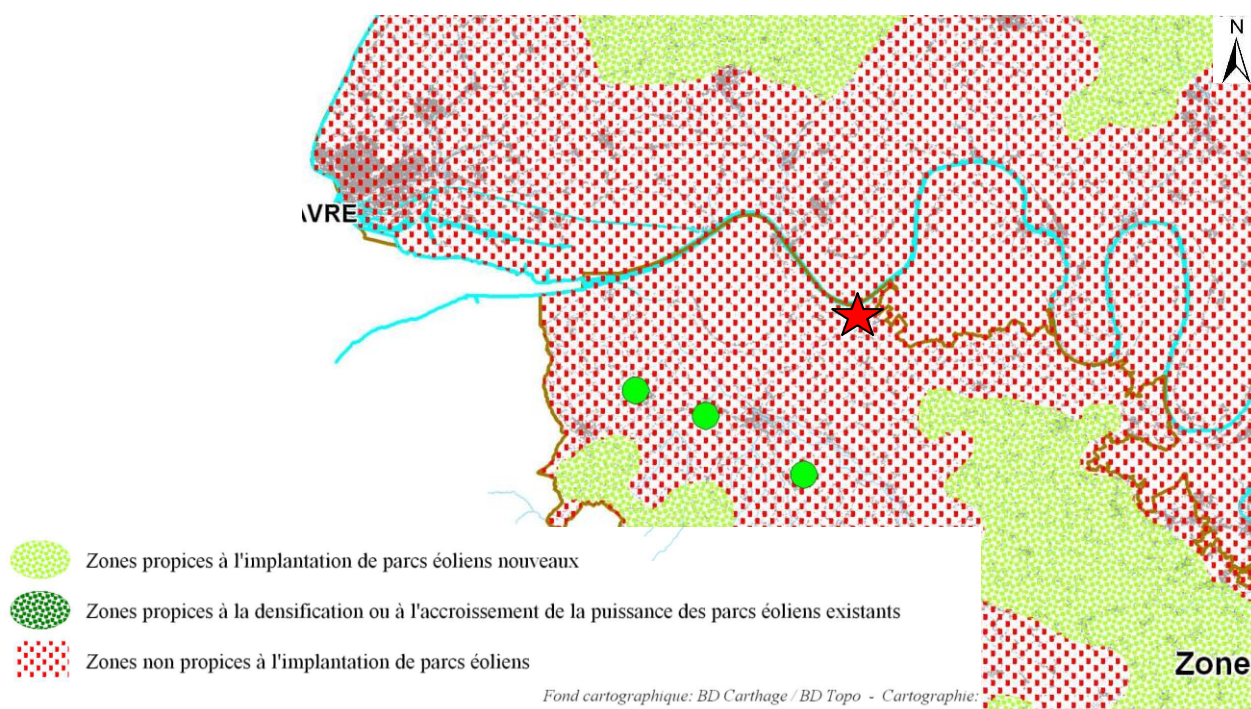 N
AVRE
Zones propices à l'implantation de parcs éoliens nouveaux
Zones propices à la densification ou à l'accroissement de la puissance des parcs éoliens existants
Zones non propices à l'implantation de parcs éoliens
Zone
Fond cartographique: BD Carthage / BD Topo - Cartographie: